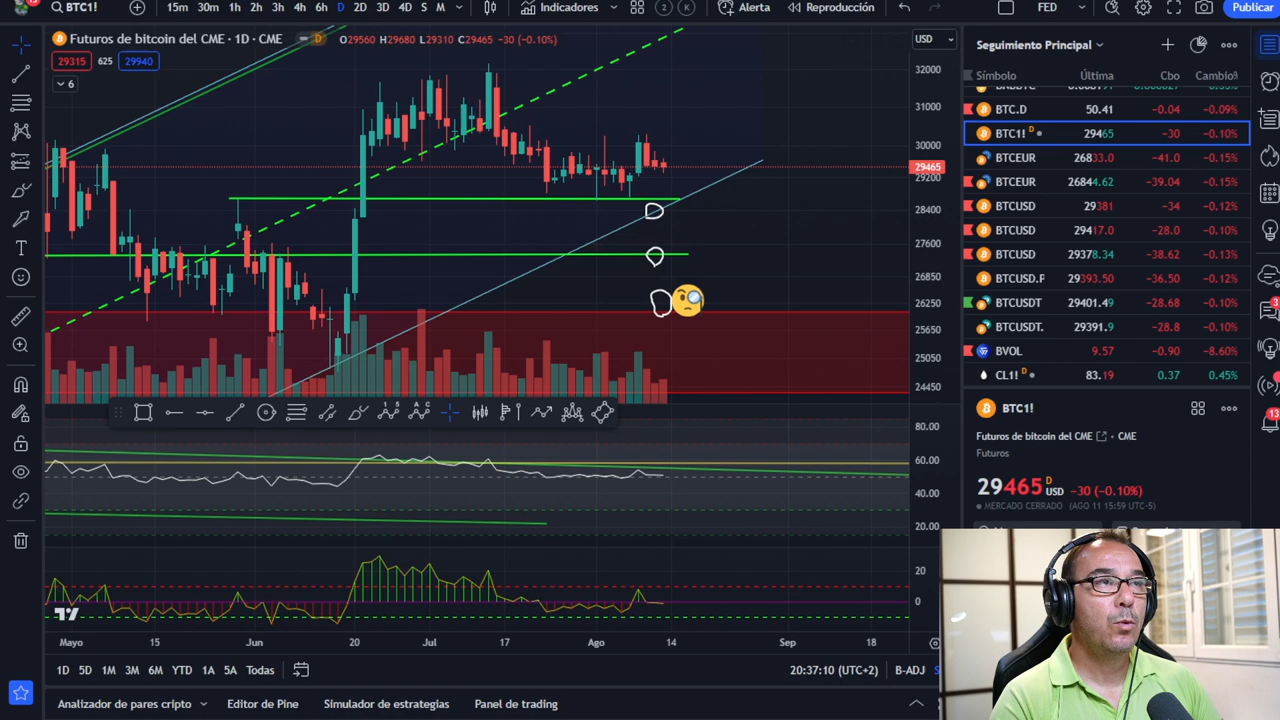 BTC1! 15m 30m 1h 2h 3h 4h 6h D 2D 3D 4D S M Indicadores 2 K Alerta Reproducción FED Publicar
Futuros de bitcoin del CME · 1D · CME D O29560 H29680 L29310 C29465 -30 (-0.10%)
29315 625 29940
6
USD
32000
31000
30000
29465
29200
28400
27600
26850
26250
25650
25050
24450
80.00
60.00
40.00
20.00
20
0
Mayo 15 Jun 20 Jul 17 Ago 14 Sep 18
1D 5D 1M 3M 6M YTD 1A 5A Todas 20:37:10 (UTC+2) B-ADJ
Analizador de pares cripto Editor de Pine Simulador de estrategias Panel de trading
Seguimiento Principal
Símbolo Última Cbo Cambio%
BTC.D 50.41 -0.04 -0.09%
BTC1! D 29465 -30 -0.10%
BTCEUR 26833.0 -41.0 -0.15%
BTCEUR 26844.62 -39.04 -0.15%
BTCUSD 29381 -34 -0.12%
BTCUSD 29417.0 -28.0 -0.10%
BTCUSD 29378.34 -38.62 -0.13%
BTCUSD.P 29393.50 -36.50 -0.12%
BTCUSDT 29401.49 -28.68 -0.10%
BTCUSDT. 29391.9 -28.8 -0.10%
BVOL 9.57 -0.90 -8.60%
CL1! D 83.19 0.37 0.45%
BTC1!
Futuros de bitcoin del CME · CME
Futuros
29465 D USD -30 (-0.10%)
MERCADO CERRADO (AGO 11 15:59 UTC-5)
3
13